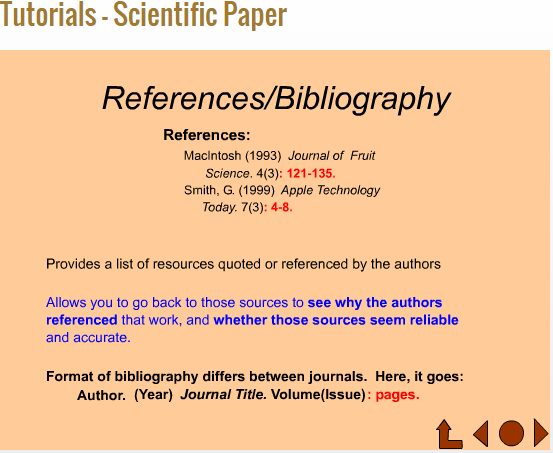 Tutorials - Scientific Paper
References/Bibliography
References:
MacIntosh (1993) Journal of Fruit
Science. 4(3): 121-135.
Smith, G. (1999) Apple Technology
Today. 7(3): 4-8.
Provides a list of resources quoted or referenced by the authors
Allows you to go back to those sources to see why the authors
referenced that work, and whether those sources seem reliable
and accurate.
Format of bibliography differs between journals. Here, it goes:
Author. (Year) Journal Title. Volume(Issue): pages.